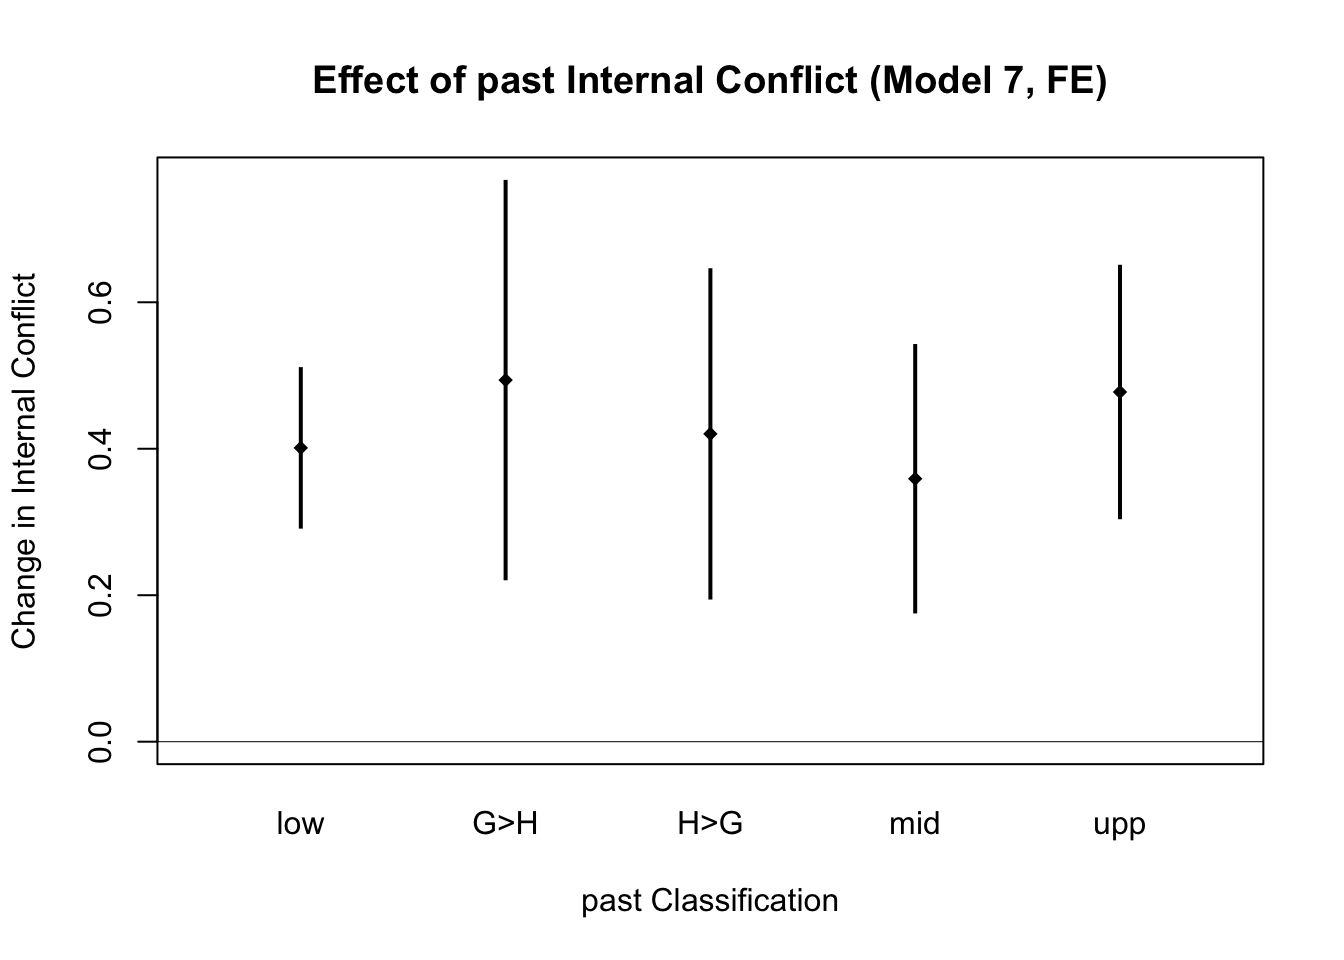 Effect of past Internal Conflict (Model 7, FE)
Change in Internal Conflict
0.6
0.4
0.2
0.0
low G>H H>G mid upp
past Classification